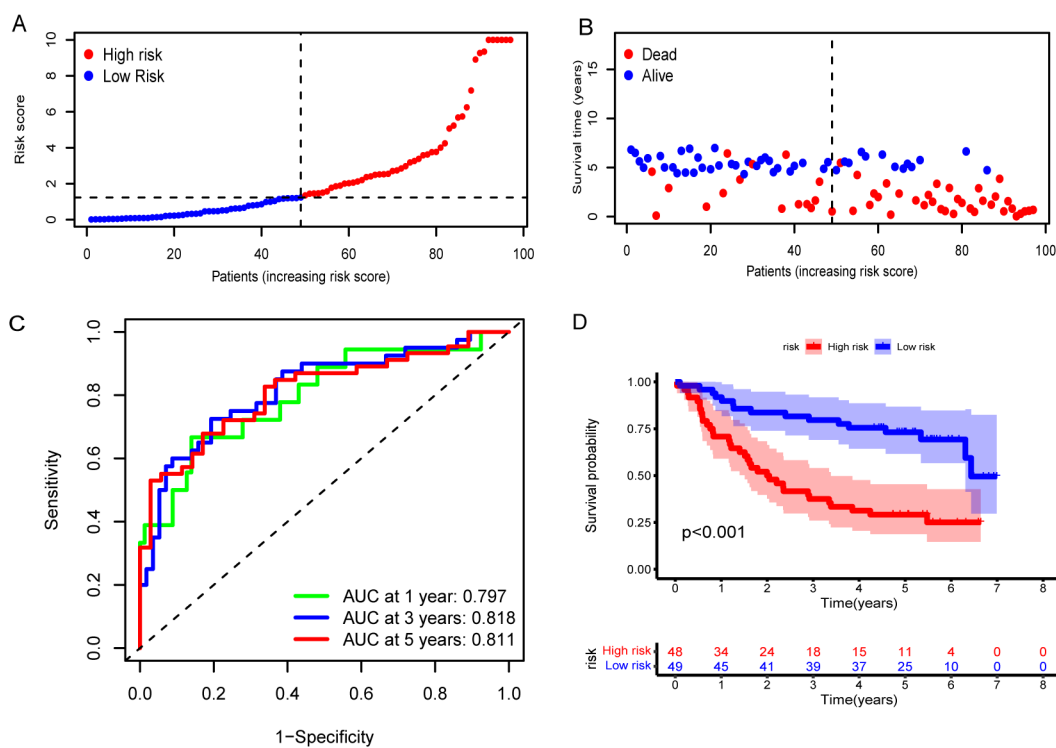 A
High risk
Low Risk
Risk score
10
8
6
4
2
0
0 20 40 60 80 100
Patients (increasing risk score)
B
Dead
Alive
Survival time (years)
15
10
5
0
0 20 40 60 80 100
Patients (increasing risk score)
C
Sensitivity
1.0
0.8
0.6
0.4
0.2
0.0
AUC at 1 year: 0.797
AUC at 3 years: 0.818
AUC at 5 years: 0.811
0.0 0.2 0.4 0.6 0.8 1.0
1−Specificity
D
risk High risk Low risk
Survival probability
1.00
0.75
0.50
0.25
0.00
p<0.001
0 1 2 3 4 5 6 7 8
Time(years)
risk
High risk 48 34 24 18 15 11 4 0 0
Low risk 49 45 41 39 37 25 10 0 0
0 1 2 3 4 5 6 7 8
Time(years)